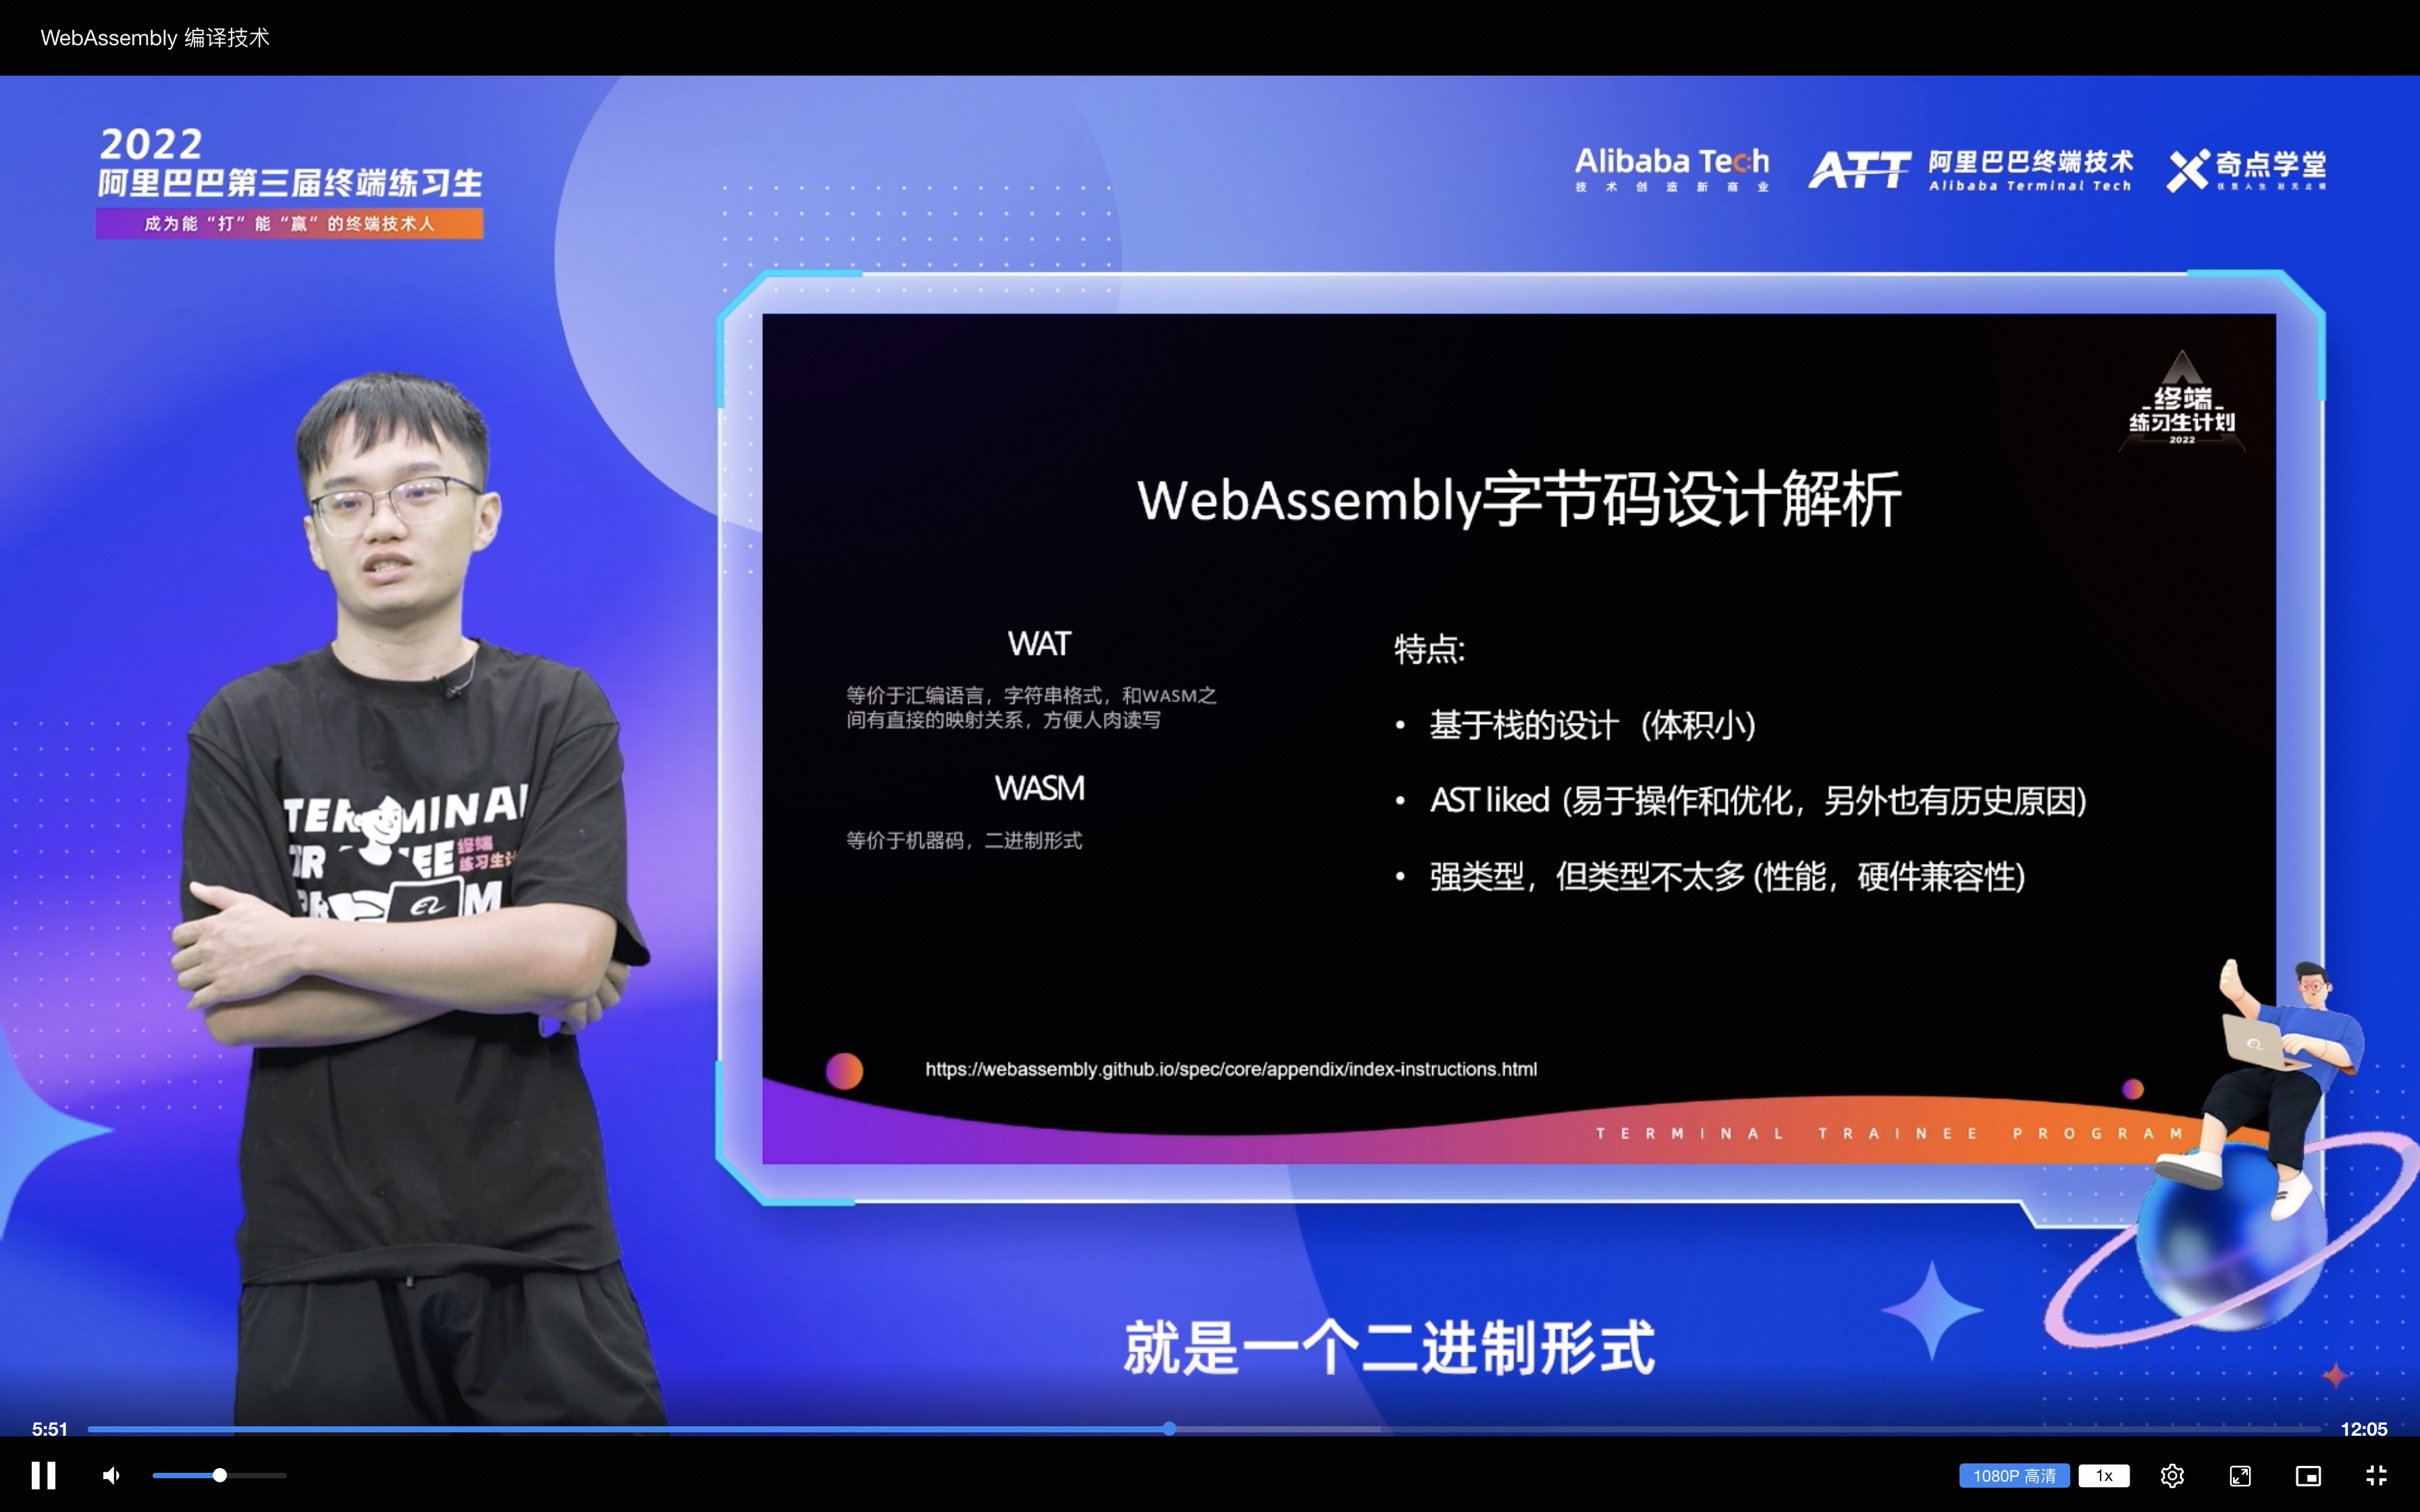 WebAssembly 编译技术
2022
阿里巴巴第三届终端练习生
成为能“打”能“赢”的终端技术人
Alibaba Tech
技术创造新商业
ATT
阿里巴巴终端技术
Alibaba Terminal Tech
奇点学堂
终端
练习生计划
2022
WebAssembly字节码设计解析
WAT
等价于汇编语言，字符串格式，和WASM之
间有直接的映射关系，方便人肉读写
WASM
等价于机器码，二进制形式
特点:
• 基于栈的设计 (体积小)
• AST liked (易于操作和优化，另外也有历史原因)
• 强类型，但类型不太多 (性能，硬件兼容性)
https://webassembly.github.io/spec/core/appendix/index-instructions.html
TERMINAL TRAINEE PROGRAM
终端
就是一个二进制形式
5:51
12:05
1080P 高清
1x